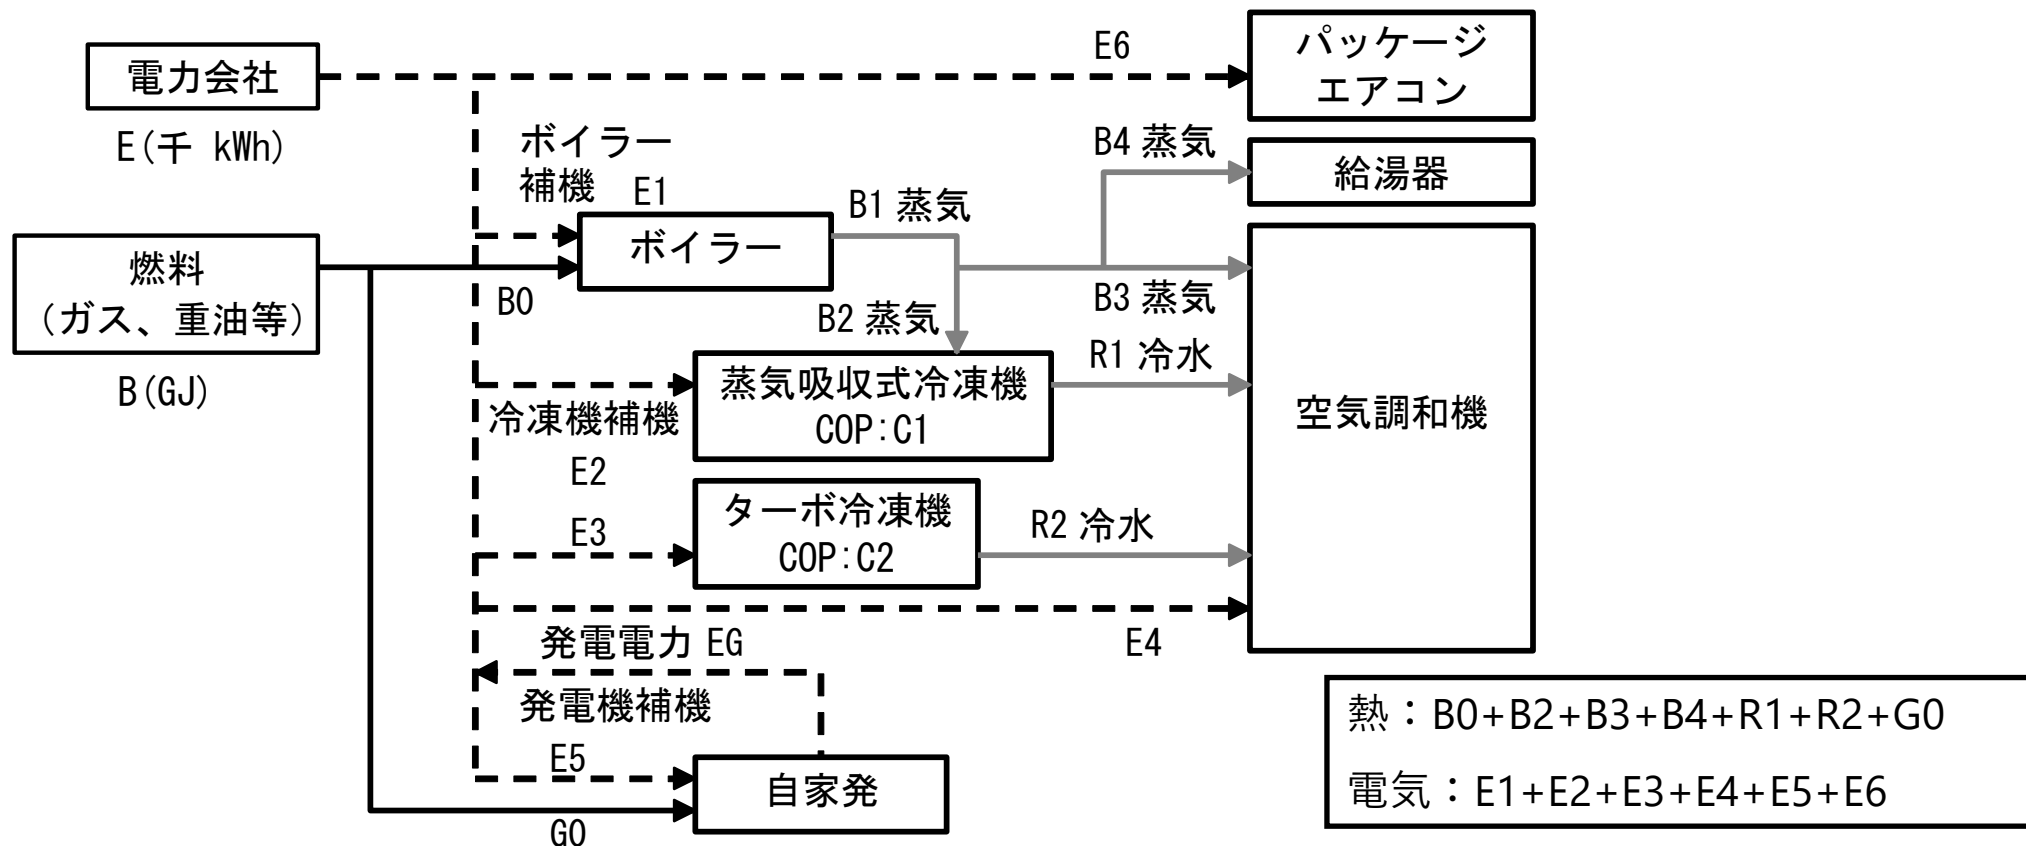 電力会社
E(千 kWh)
燃料
(ガス、重油等)
B(GJ)
E6
パッケージ
エアコン
ボイラー
補機
E1
ボイラー
B0
B1 蒸気
B4 蒸気
給湯器
B2 蒸気
B3 蒸気
冷凍機補機
E2
蒸気吸収式冷凍機
COP:C1
R1 冷水
空気調和機
E3
ターボ冷凍機
COP:C2
R2 冷水
E4
発電電力 EG
発電機補機
E5
自家発
G0
熱：B0+B2+B3+B4+R1+R2+G0
電気：E1+E2+E3+E4+E5+E6